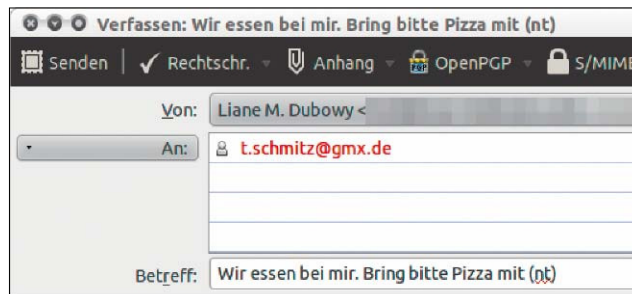 Verfassen: Wir essen bei mir. Bring bitte Pizza mit (nt)
Senden Rechtschr. Anhang OpenPGP S/MIME
Von: Liane M. Dubowy <
An: t.schmitz@gmx.de
Betreff: Wir essen bei mir. Bring bitte Pizza mit (nt)